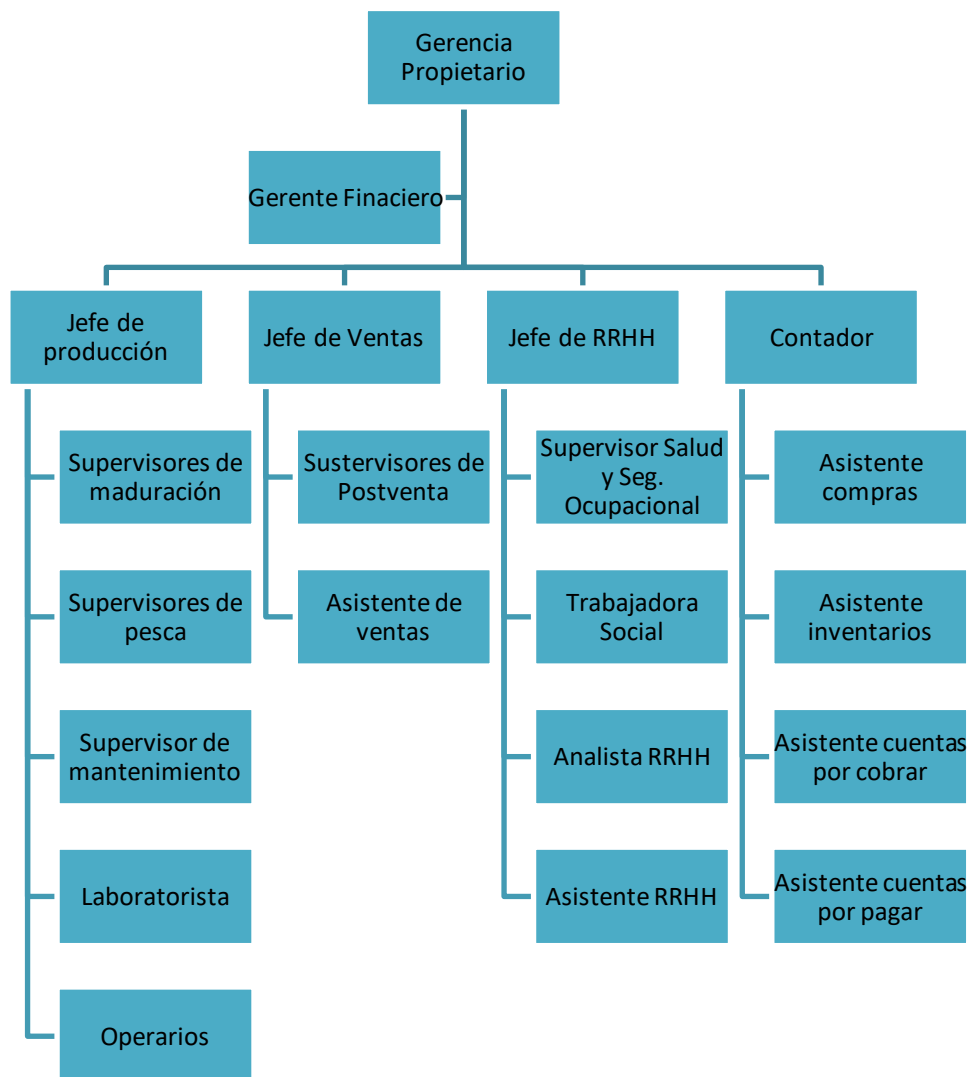 Gerencia
Propietario
Gerente Finaciero
Jefe de
producción
Jefe de Ventas
Jefe de RRHH
Contador
Supervisores de
maduración
Sustervisores de
Postventa
Supervisor Salud
y Seg.
Ocupacional
Asistente
compras
Supervisores de
pesca
Asistente de
ventas
Trabajadora
Social
Asistente
inventarios
Supervisor de
mantenimiento
Analista RRHH
Asistente cuentas
por cobrar
Laboratorista
Asistente RRHH
Asistente cuentas
por pagar
Operarios